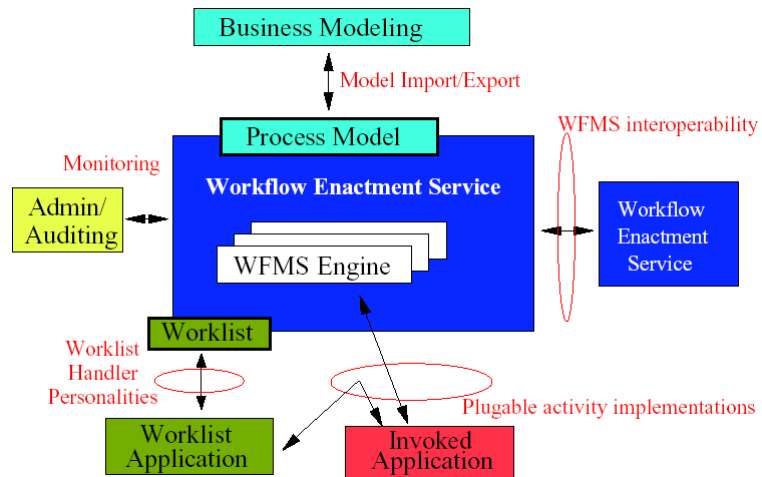 Business Modeling
Model Import/Export
Process Model
WFMS interoperability
Monitoring
Workflow Enactment Service
Admin/
Auditing
Workflow
Enactment
Service
WFMS Engine
Worklist
Worklist
Handler
Personalities
Plugable activity implementations
Worklist
Application
Invoked
Application